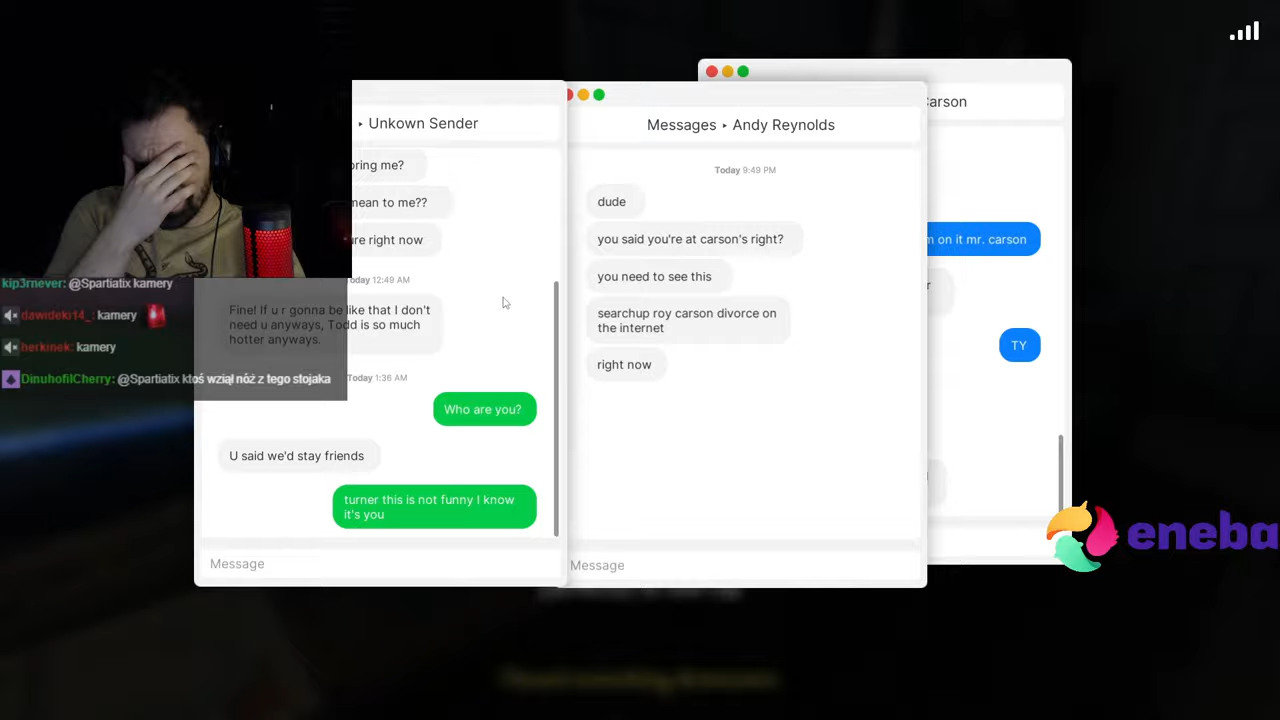 Unkown Sender
oring me?
mean to me??
ure right now
oday 12:49 AM
Fine! If u r gonna be like that I don't
need u anyways, Todd is so much
hotter anyways.
Today 1:36 AM
Who are you?
U said we'd stay friends
turner this is not funny I know
it's you
Message
Messages ▸ Andy Reynolds
Today 9:49 PM
dude
you said you're at carson's right?
you need to see this
searchup roy carson divorce on
the internet
right now
Message
Carson
m on it mr. carson
r
TY
kip3rnever: @Spartiatix kamery
dawideki14_: kamery
herkinek: kamery
DinuhofilCherry: @Spartiatix ktoś wziął nóż z tego stojaka
eneba